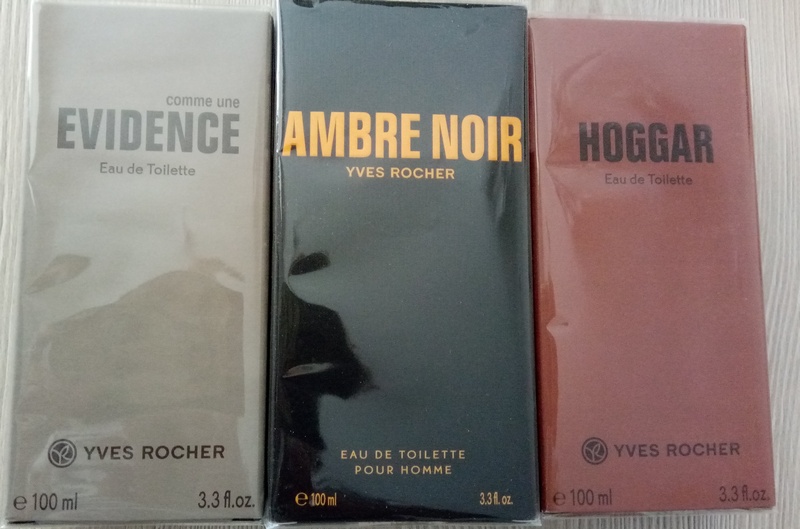 comme une
EVIDENCE
Eau de Toilette
YVES ROCHER
℮ 100 ml 3.3 fl.oz.
AMBRE NOIR
YVES ROCHER
EAU DE TOILETTE
POUR HOMME
℮ 100 ml 3.3 fl. oz.
HOGGAR
Eau de Toilette
YVES ROCHER
℮ 100 ml 3.3 fl.oz.